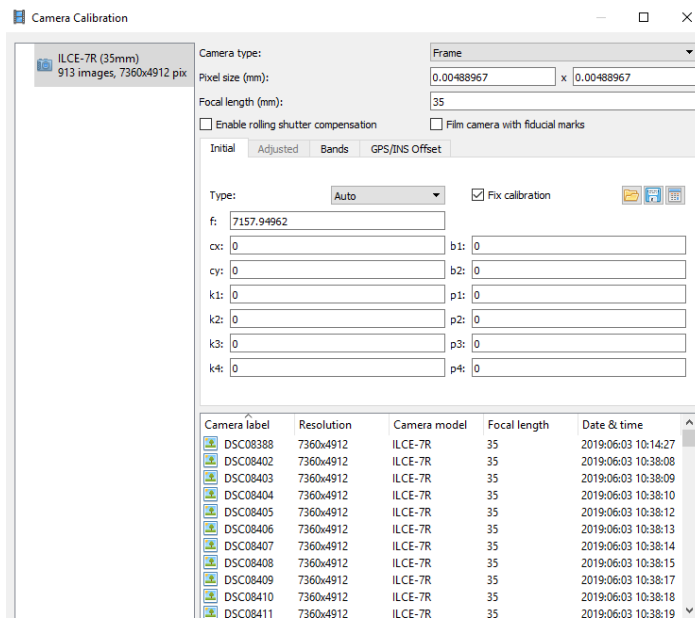 Camera Calibration
ILCE-7R (35mm)
913 images, 7360x4912 pix
Camera type:
Frame
Pixel size (mm):
0.00488967 x 0.00488967
Focal length (mm):
35
Enable rolling shutter compensation
Film camera with fiducial marks
Initial Adjusted Bands GPS/INS Offset
Type: Auto Fix calibration
f: 7157.94962
cx: 0 b1: 0
cy: 0 b2: 0
k1: 0 p1: 0
k2: 0 p2: 0
k3: 0 p3: 0
k4: 0 p4: 0
Camera label Resolution Camera model Focal length Date & time
DSC08388 7360x4912 ILCE-7R 35 2019:06:03 10:14:27
DSC08402 7360x4912 ILCE-7R 35 2019:06:03 10:38:08
DSC08403 7360x4912 ILCE-7R 35 2019:06:03 10:38:09
DSC08404 7360x4912 ILCE-7R 35 2019:06:03 10:38:10
DSC08405 7360x4912 ILCE-7R 35 2019:06:03 10:38:12
DSC08406 7360x4912 ILCE-7R 35 2019:06:03 10:38:13
DSC08407 7360x4912 ILCE-7R 35 2019:06:03 10:38:14
DSC08408 7360x4912 ILCE-7R 35 2019:06:03 10:38:15
DSC08409 7360x4912 ILCE-7R 35 2019:06:03 10:38:17
DSC08410 7360x4912 ILCE-7R 35 2019:06:03 10:38:18
DSC08411 7360x4912 ILCE-7R 35 2019:06:03 10:38:19